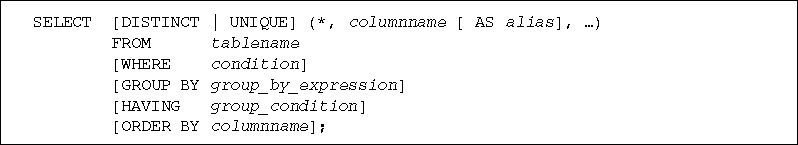 SELECT [DISTINCT | UNIQUE] (*, columnname [ AS alias], …)
FROM tablename
[WHERE condition]
[GROUP BY group_by_expression]
[HAVING group_condition]
[ORDER BY columnname];